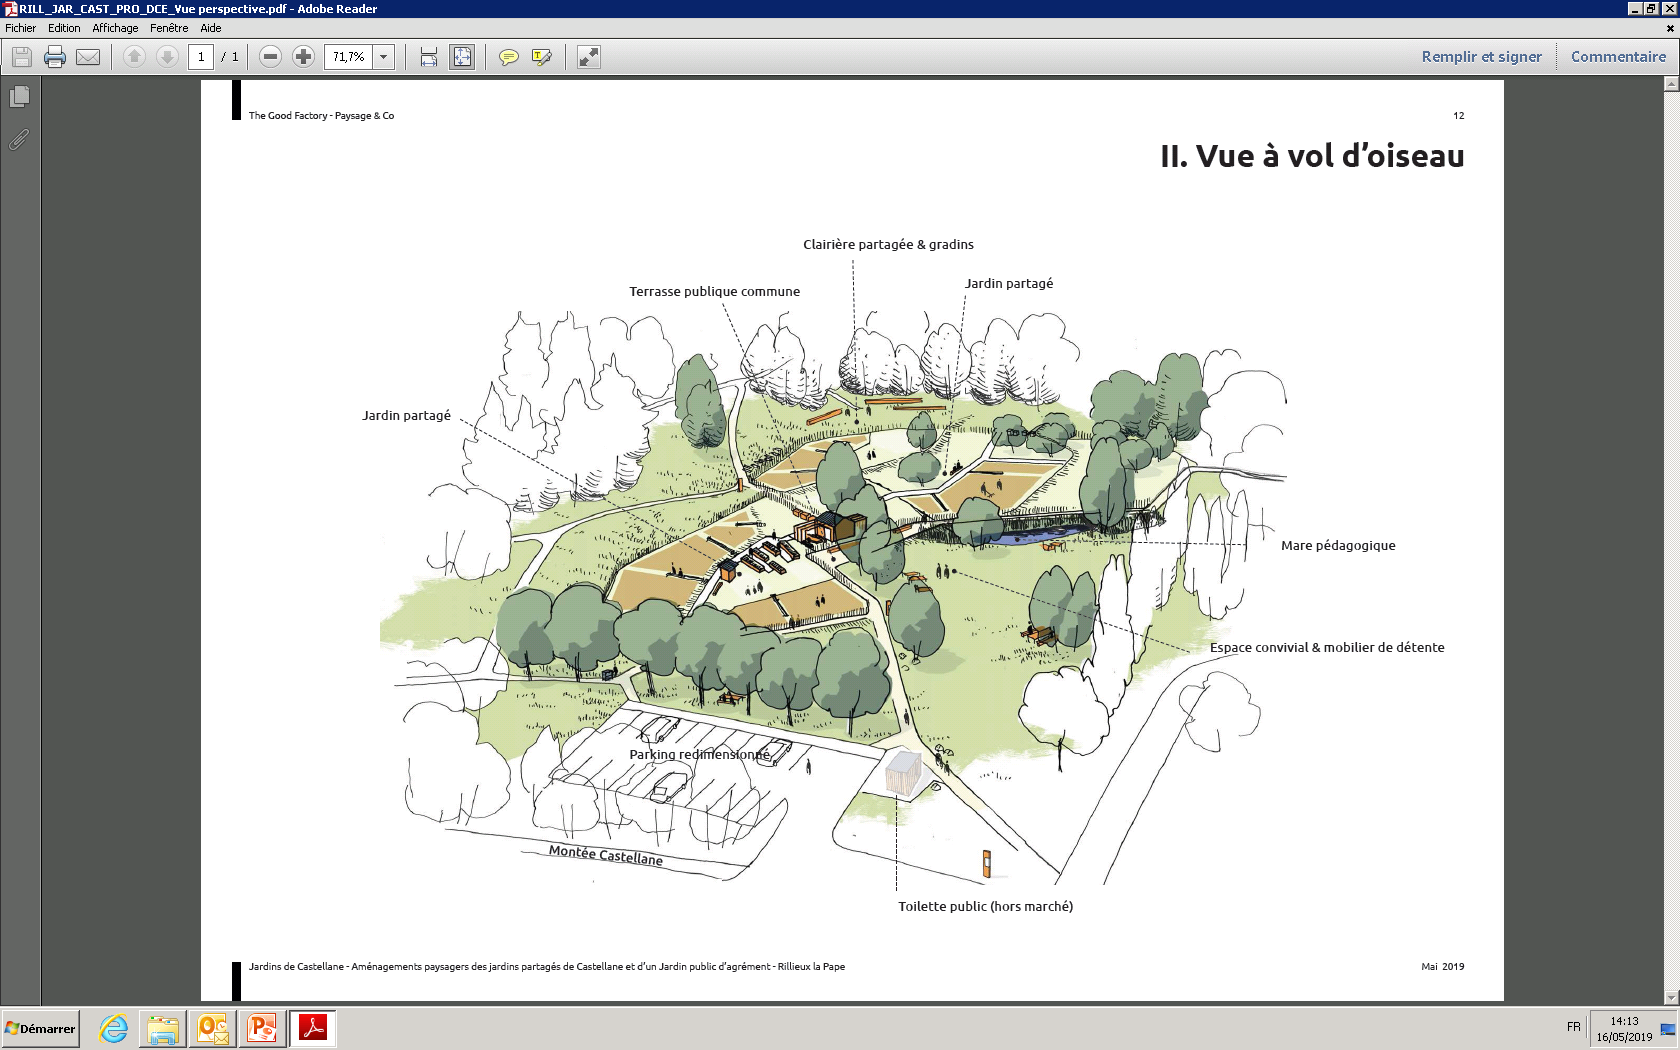 RILL_JAR_CAST_PRO_DCE_Vue perspective.pdf - Adobe Reader
Fichier Edition Affichage Fenêtre Aide
1 / 1 71,7% Remplir et signer Commentaire
The Good Factory - Paysage & Co 12
II. Vue à vol d'oiseau
Clairière partagée & gradins
Jardin partagé
Terrasse publique commune
Jardin partagé
Mare pédagogique
Espace convivial & mobilier de détente
Parking redimensionné
Montée Castellane
Toilette public (hors marché)
Jardins de Castellane - Aménagements paysagers des jardins partagés de Castellane et d'un Jardin public d'agrément - Rillieux la Pape Mai 2019
Démarrer FR 14:13
16/05/2019